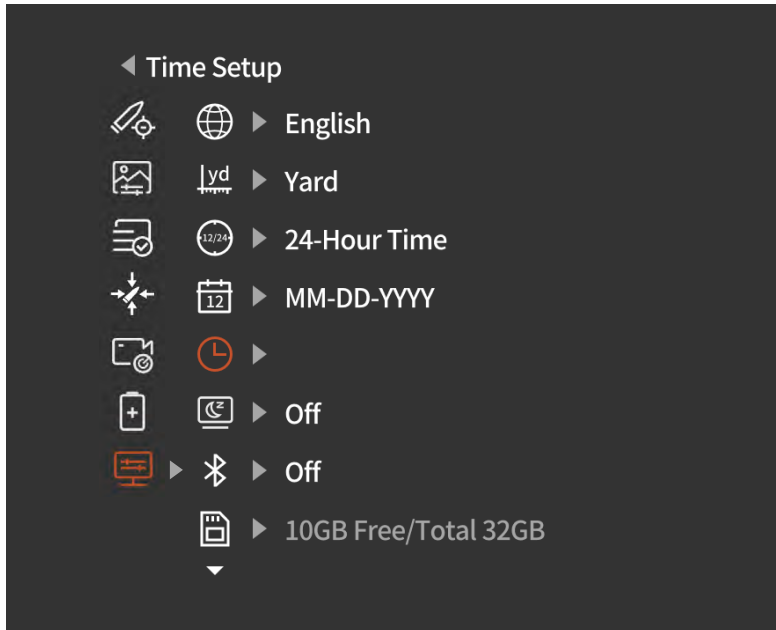 Time Setup
English
yd
Yard
12/24
24-Hour Time
12
MM-DD-YYYY
z
Off
Off
10GB Free/Total 32GB